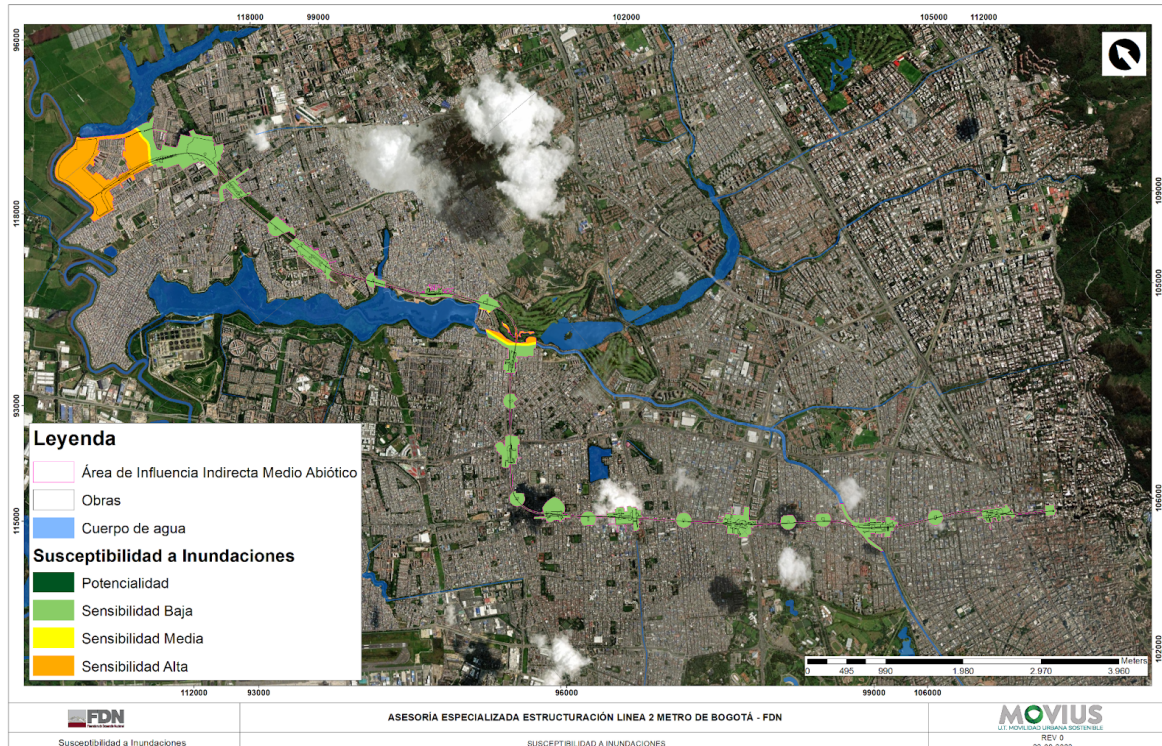 118000 99000 102000 105000 112000
96000
109000
118000
105000
93000
106000
115000
102000
Leyenda
Área de Influencia Indirecta Medio Abiótico
Obras
Cuerpo de agua
Susceptibilidad a Inundaciones
Potencialidad
Sensibilidad Baja
Sensibilidad Media
Sensibilidad Alta
Meters
0 495 990 1.980 2.970 3.960
112000 93000 96000 99000 106000
FDN
ASESORÍA ESPECIALIZADA ESTRUCTURACIÓN LINEA 2 METRO DE BOGOTÁ - FDN
MOVIUS
U.T. MOVILIDAD URBANA SOSTENIBLE
REV 0
Susceptibilidad a Inundaciones
SUSCEPTIBILIDAD A INUNDACIONES